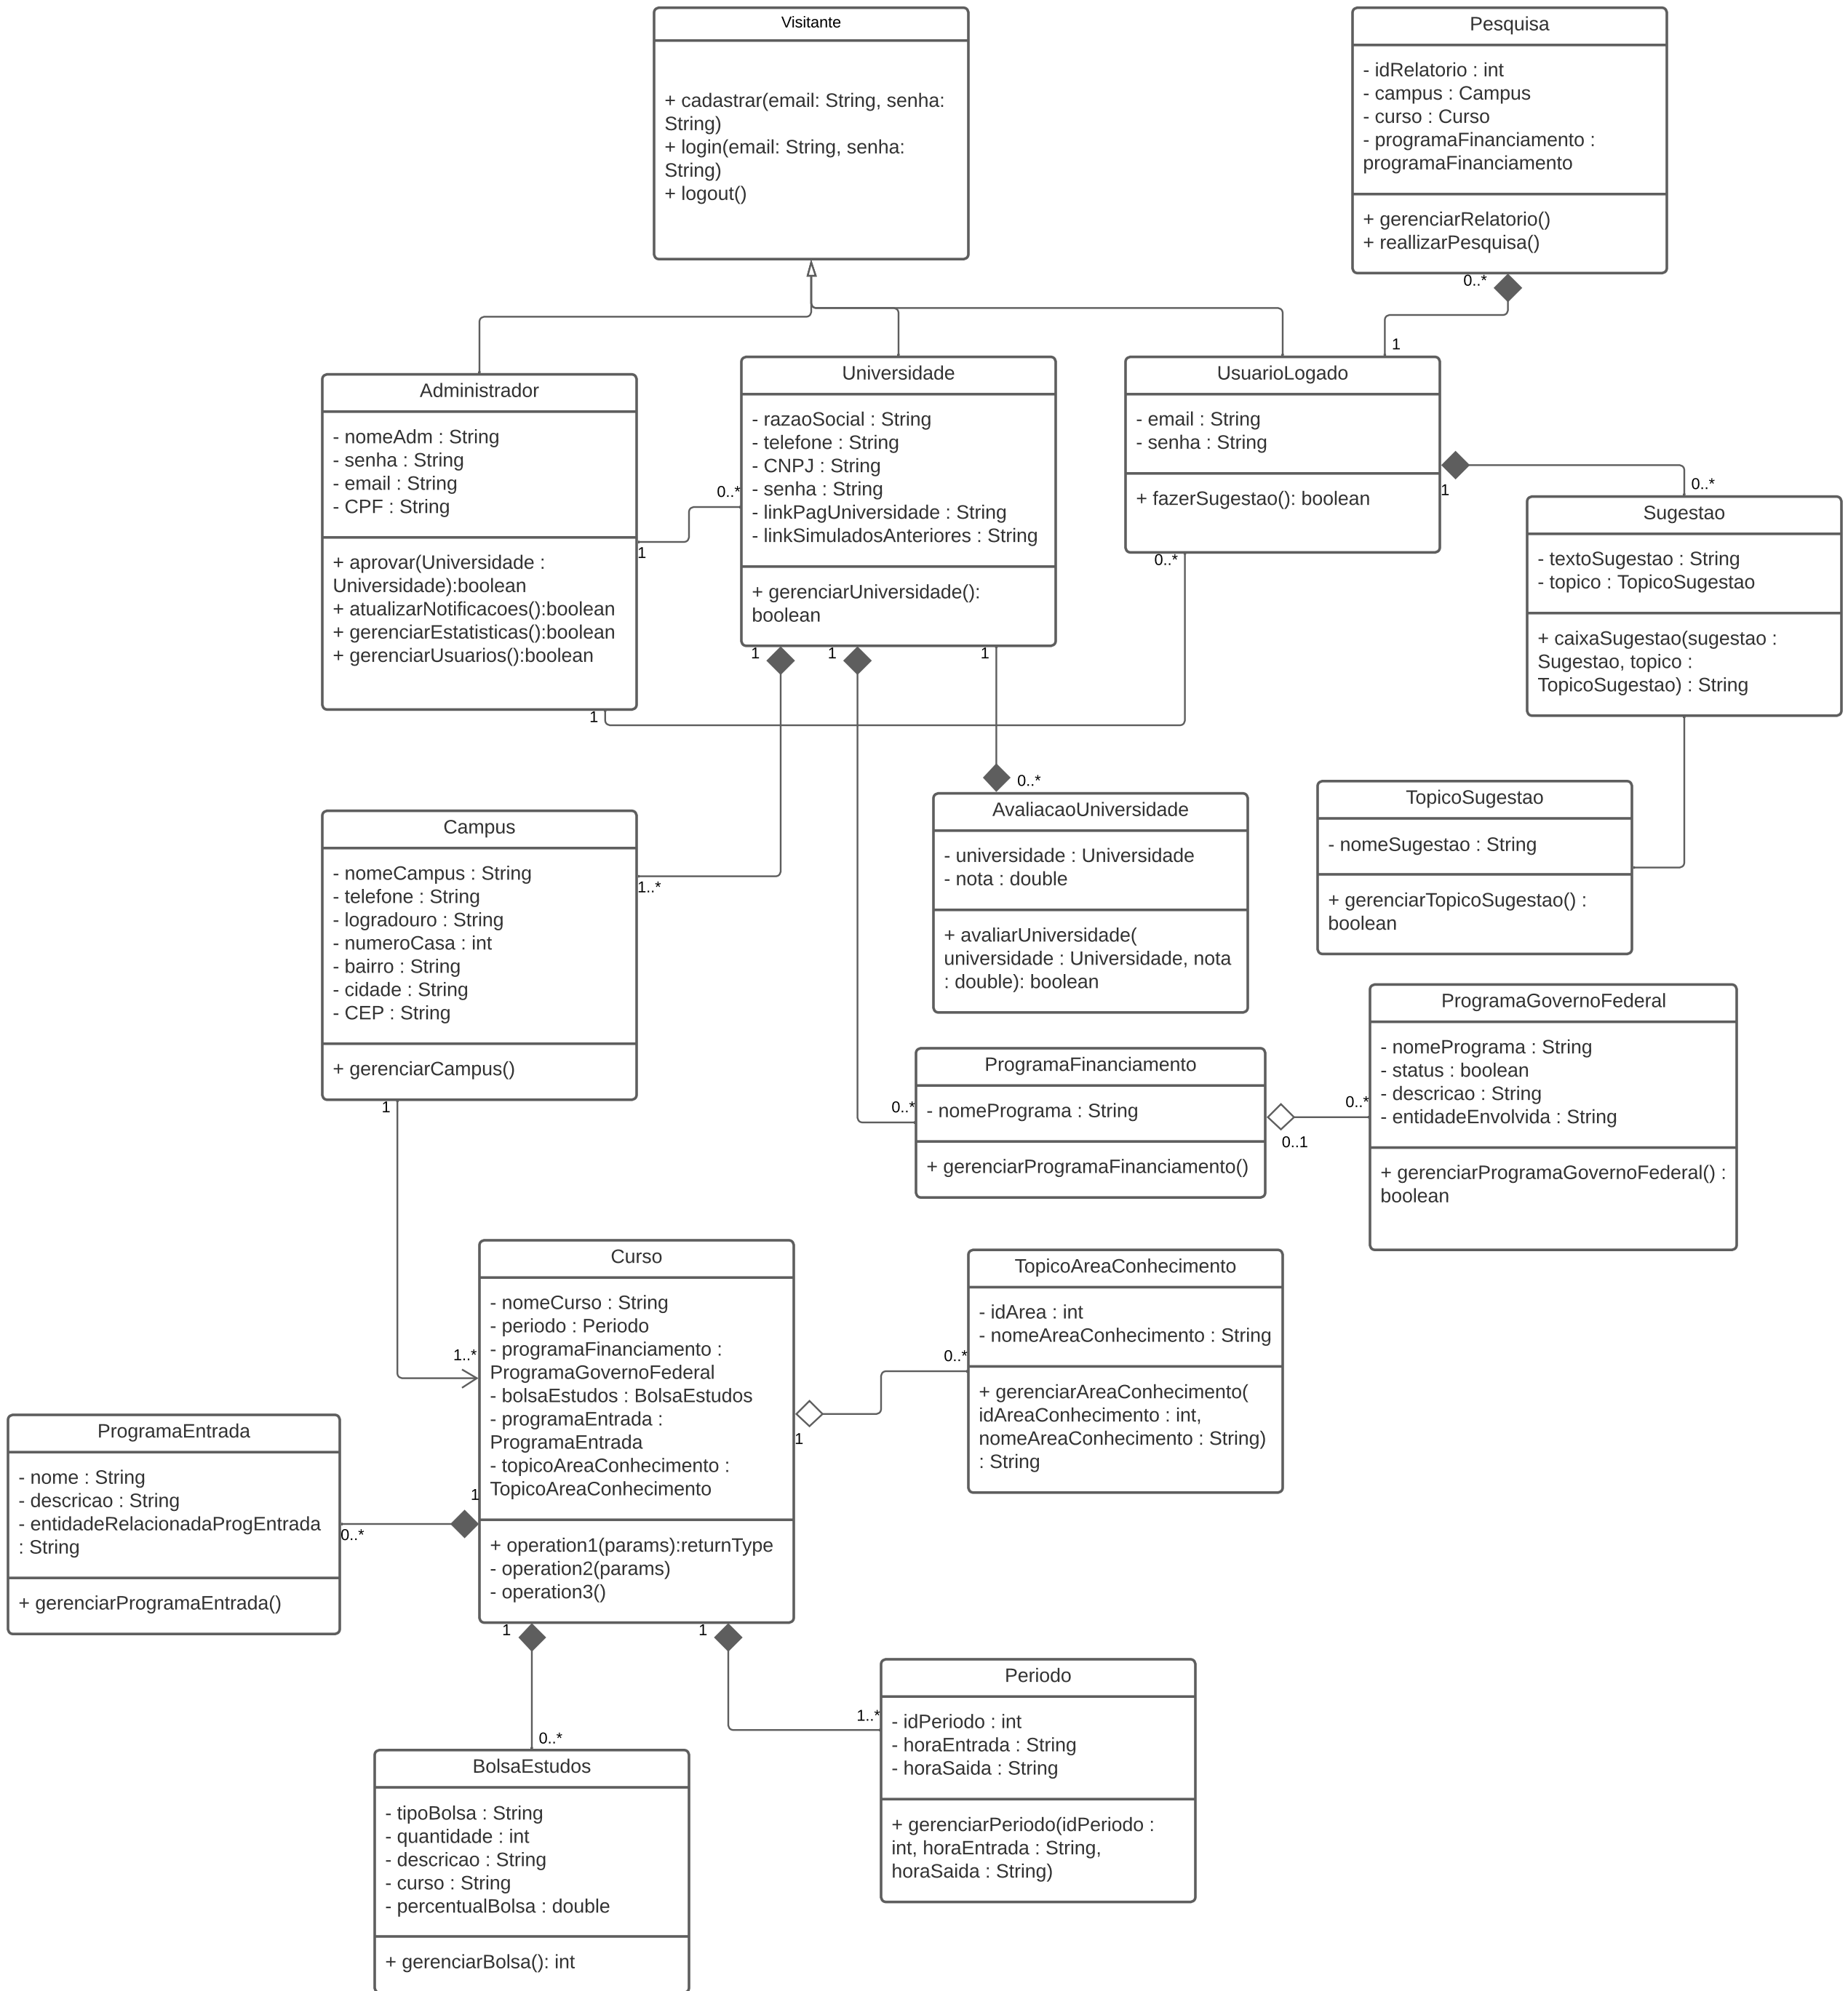 Visitante
+ cadastrar(email: String, senha:
String)
+ login(email: String, senha:
String)
+ logout()
Pesquisa
- idRelatorio : int
- campus : Campus
- curso : Curso
- programaFinanciamento :
programaFinanciamento
+ gerenciarRelatorio()
+ reallizarPesquisa()
0..*
1
Administrador
- nomeAdm : String
- senha : String
- email : String
- CPF : String
+ aprovar(Universidade :
Universidade):boolean
+ atualizarNotificacoes():boolean
+ gerenciarEstatisticas():boolean
+ gerenciarUsuarios():boolean
1
0..*
1
Universidade
- razaoSocial : String
- telefone : String
- CNPJ : String
- senha : String
- linkPagUniversidade : String
- linkSimuladosAnteriores : String
+ gerenciarUniversidade():
boolean
1
1
1
UsuarioLogado
- email : String
- senha : String
+ fazerSugestao(): boolean
0..*
1
0..*
Sugestao
- textoSugestao : String
- topico : TopicoSugestao
+ caixaSugestao(sugestao :
Sugestao, topico :
TopicoSugestao) : String
TopicoSugestao
- nomeSugestao : String
+ gerenciarTopicoSugestao() :
boolean
0..*
AvaliacaoUniversidade
- universidade : Universidade
- nota : double
+ avaliarUniversidade(
universidade : Universidade, nota
: double): boolean
Campus
- nomeCampus : String
- telefone : String
- logradouro : String
- numeroCasa : int
- bairro : String
- cidade : String
- CEP : String
+ gerenciarCampus()
1..*
1
ProgramaFinanciamento
- nomePrograma : String
+ gerenciarProgramaFinanciamento()
0..*
0..1
0..*
ProgramaGovernoFederal
- nomePrograma : String
- status : boolean
- descricao : String
- entidadeEnvolvida : String
+ gerenciarProgramaGovernoFederal() :
boolean
1..*
Curso
- nomeCurso : String
- periodo : Periodo
- programaFinanciamento :
ProgramaGovernoFederal
- bolsaEstudos : BolsaEstudos
- programaEntrada :
ProgramaEntrada
- topicoAreaConhecimento :
TopicoAreaConhecimento
+ operation1(params):returnType
- operation2(params)
- operation3()
1
0..*
TopicoAreaConhecimento
- idArea : int
- nomeAreaConhecimento : String
+ gerenciarAreaConhecimento(
idAreaConhecimento : int,
nomeAreaConhecimento : String)
: String
ProgramaEntrada
- nome : String
- descricao : String
- entidadeRelacionadaProgEntrada
: String
+ gerenciarProgramaEntrada()
1
0..*
1
1
0..*
1..*
Periodo
- idPeriodo : int
- horaEntrada : String
- horaSaida : String
+ gerenciarPeriodo(idPeriodo :
int, horaEntrada : String,
horaSaida : String)
BolsaEstudos
- tipoBolsa : String
- quantidade : int
- descricao : String
- curso : String
- percentualBolsa : double
+ gerenciarBolsa(): int